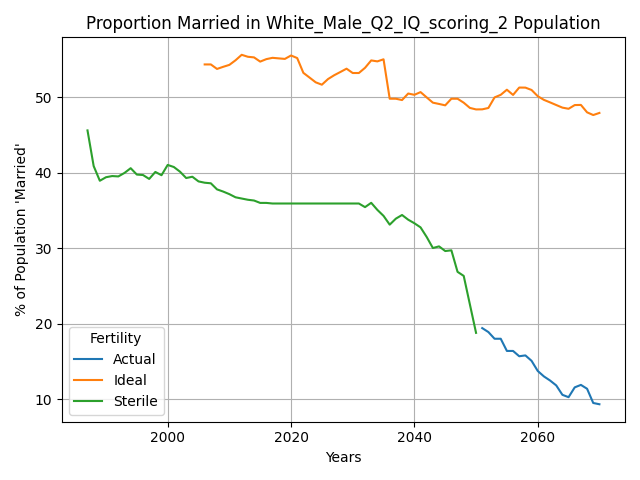 Proportion Married in White_Male_Q2_IQ_scoring_2 Population
% of Population 'Married'
50
40
30
20
10
Fertility
Actual
Ideal
Sterile
2000 2020 2040 2060
Years